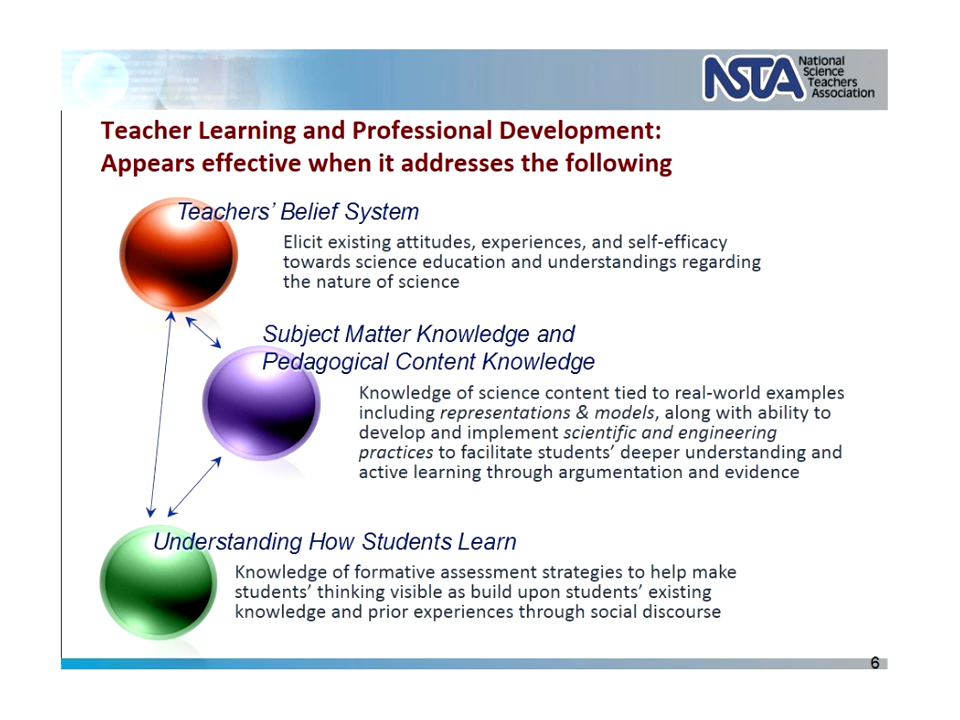 NSTA
National
Science
Teachers
Association
Teacher Learning and Professional Development:
Appears effective when it addresses the following
Teachers’ Belief System
Elicit existing attitudes, experiences, and self-efficacy
towards science education and understandings regarding
the nature of science
Subject Matter Knowledge and
Pedagogical Content Knowledge
Knowledge of science content tied to real-world examples
including representations & models, along with ability to
develop and implement scientific and engineering
practices to facilitate students’ deeper understanding and
active learning through argumentation and evidence
Understanding How Students Learn
Knowledge of formative assessment strategies to help make
students’ thinking visible as build upon students’ existing
knowledge and prior experiences through social discourse
6